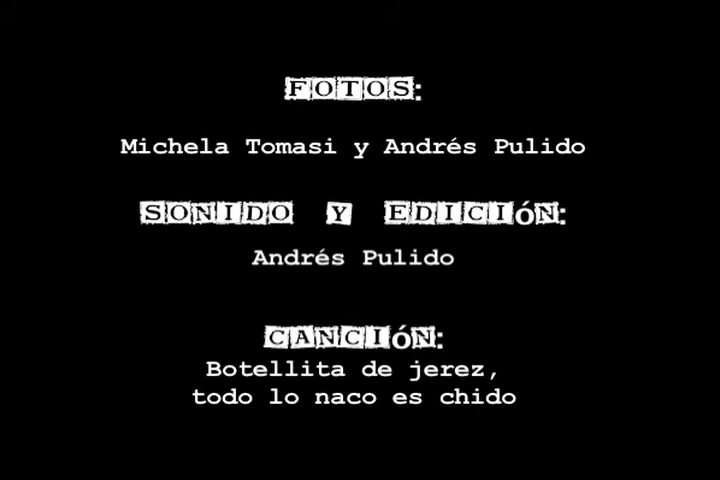 FOTOS:
Michela Tomasi y Andrés Pulido
SONIDO Y EDICIÓN:
Andrés Pulido
CANCIÓN:
Botellita de jerez,
todo lo naco es chido